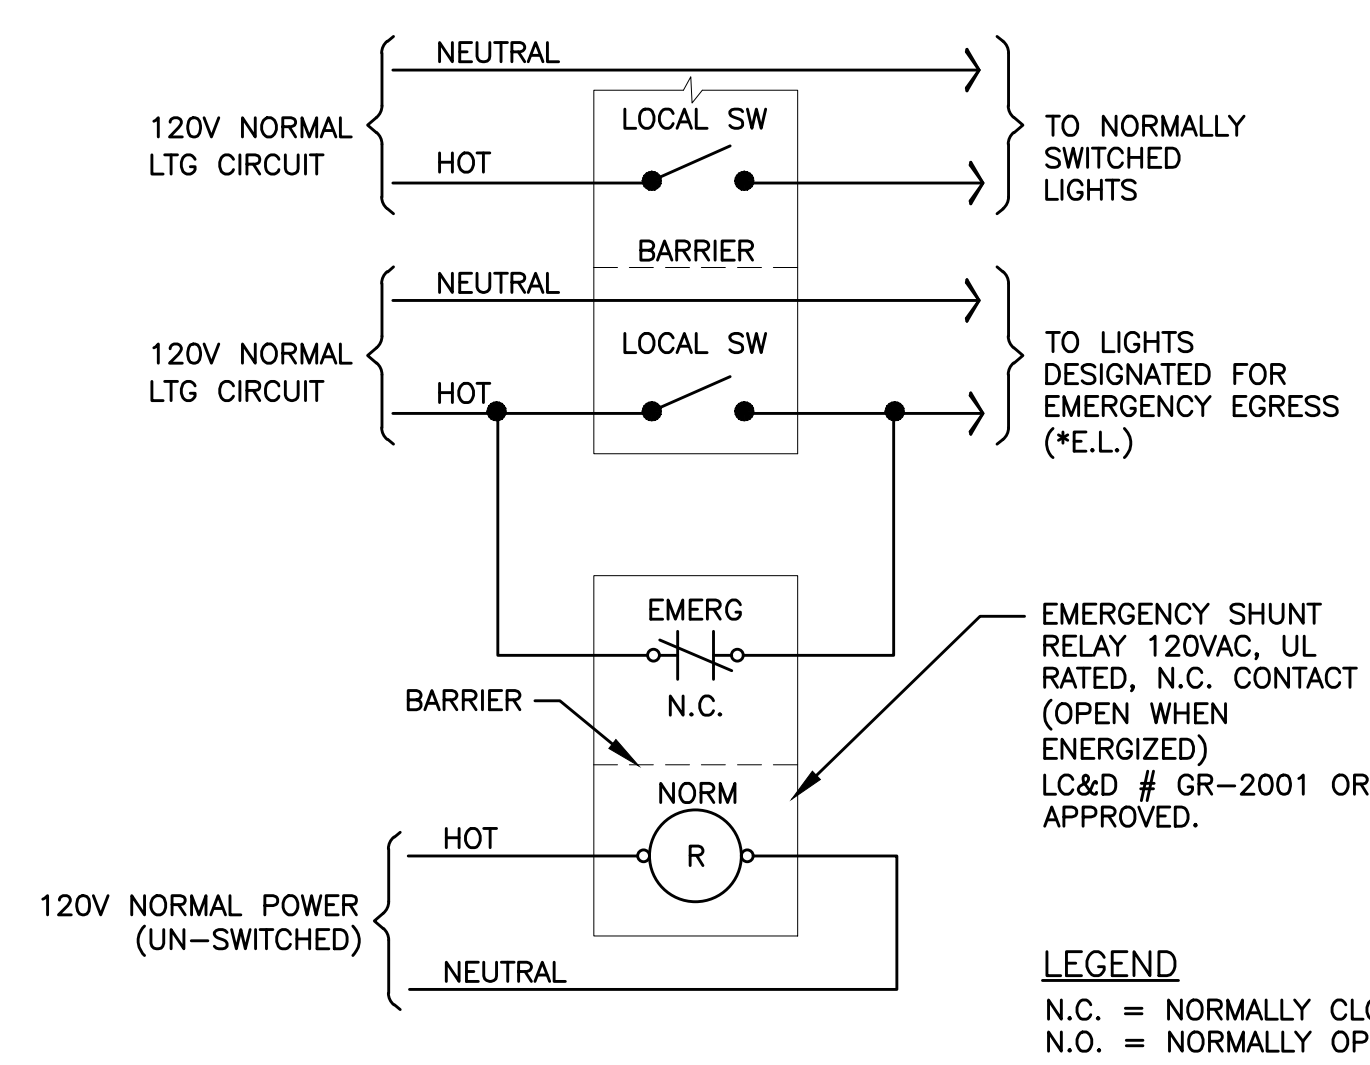 NEUTRAL
120V NORMAL
LTG CIRCUIT
LOCAL SW
HOT
TO NORMALLY
SWITCHED
LIGHTS
BARRIER
NEUTRAL
120V NORMAL
LTG CIRCUIT
LOCAL SW
HOT
TO LIGHTS
DESIGNATED FOR
EMERGENCY EGRESS
(*E.L.)
EMERG
N.C.
BARRIER
EMERGENCY SHUNT
RELAY 120VAC, UL
RATED, N.C. CONTACT
(OPEN WHEN
ENERGIZED)
LC&D # GR-2001 OR
APPROVED.
NORM
HOT
R
120V NORMAL POWER
(UN-SWITCHED)
NEUTRAL
LEGEND
N.C. = NORMALLY
N.O. = NORMALLY